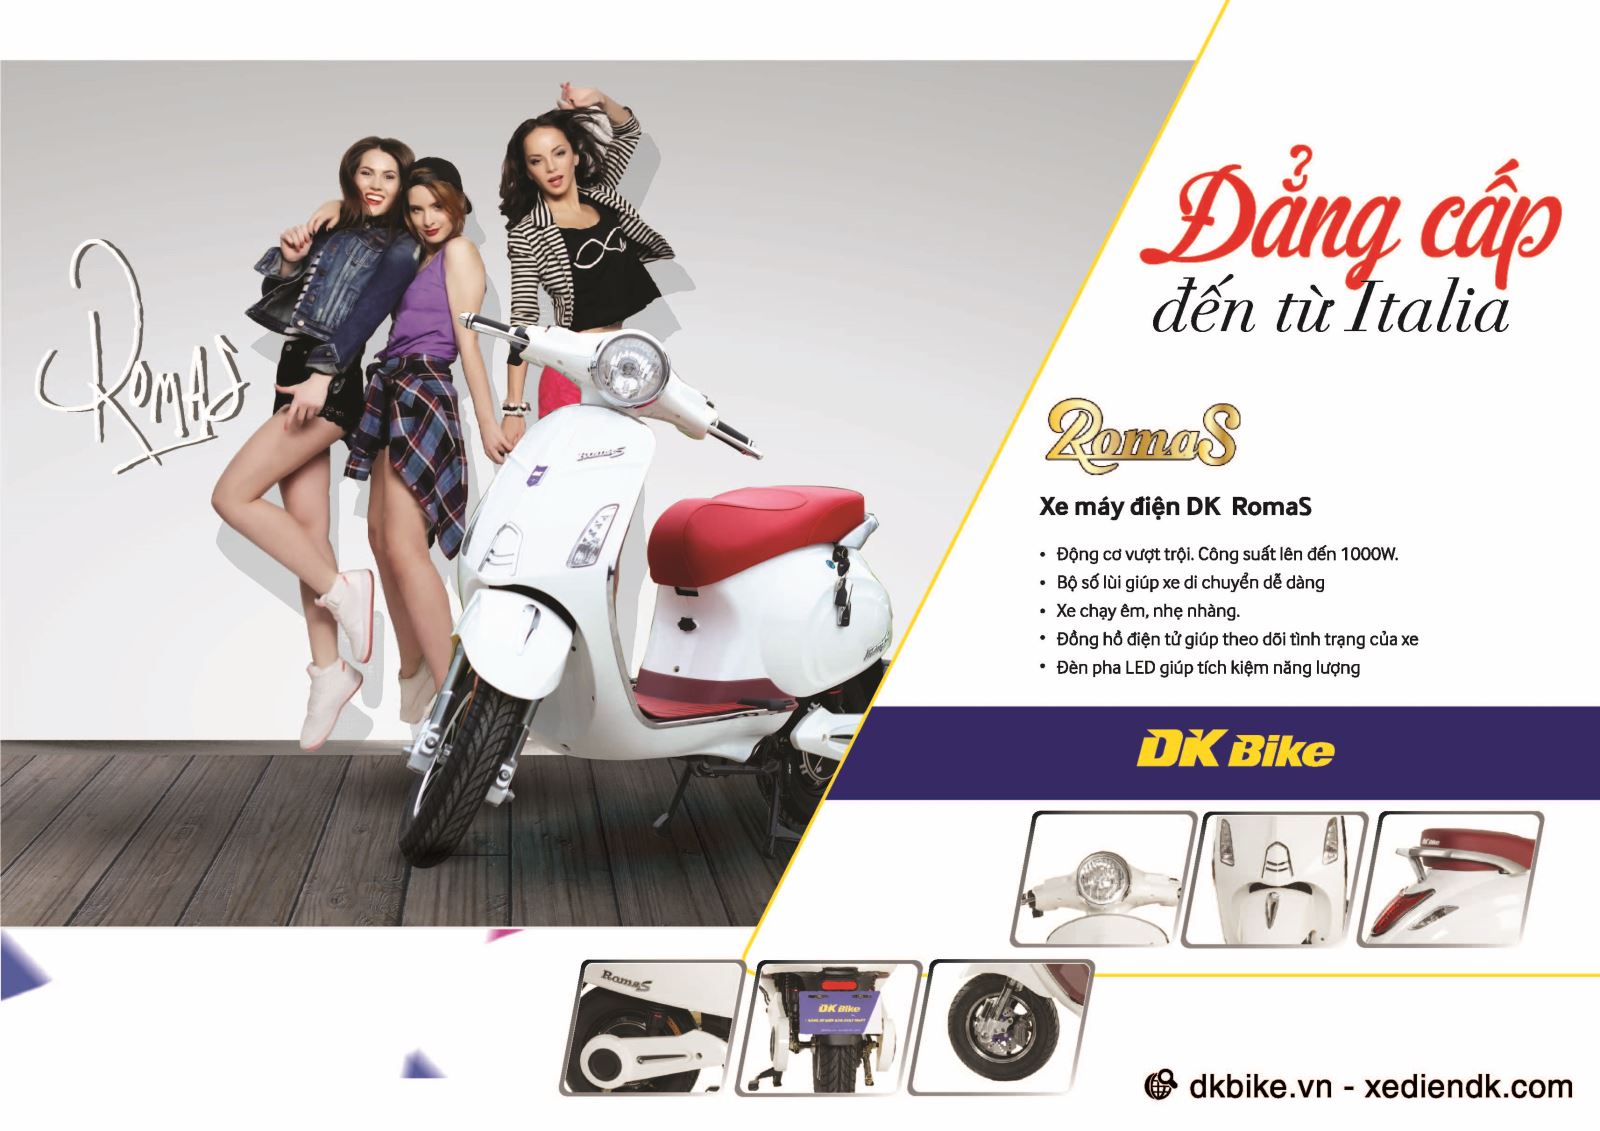 RomaS
Đẳng cấp
đến từ Italia
RomaS
Xe máy điện DK RomaS
• Động cơ vượt trội. Công suất lên đến 1000W.
• Bộ số lùi giúp xe di chuyển dễ dàng
• Xe chạy êm, nhẹ nhàng.
• Đồng hồ điện tử giúp theo dõi tình trạng của xe
• Đèn pha LED giúp tích kiệm năng lượng
RomaS
DK Bike
DK Bike
RomaS
DK Bike
dkbike.vn - xediendk.com